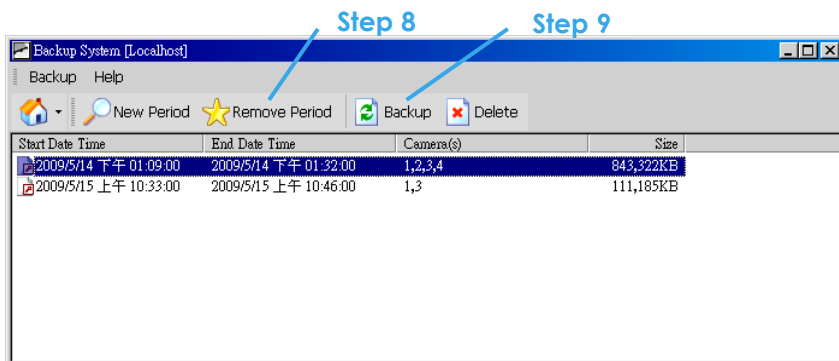 Step 8 Step 9
Backup System [Localhost]
Backup Help
New Period Remove Period Backup Delete
Start Date Time End Date Time Camera(s) Size
2009/5/14 下午 01:09:00 2009/5/14 下午 01:32:00 1,2,3,4 843,322KB
2009/5/15 上午 10:33:00 2009/5/15 上午 10:46:00 1,3 111,185KB